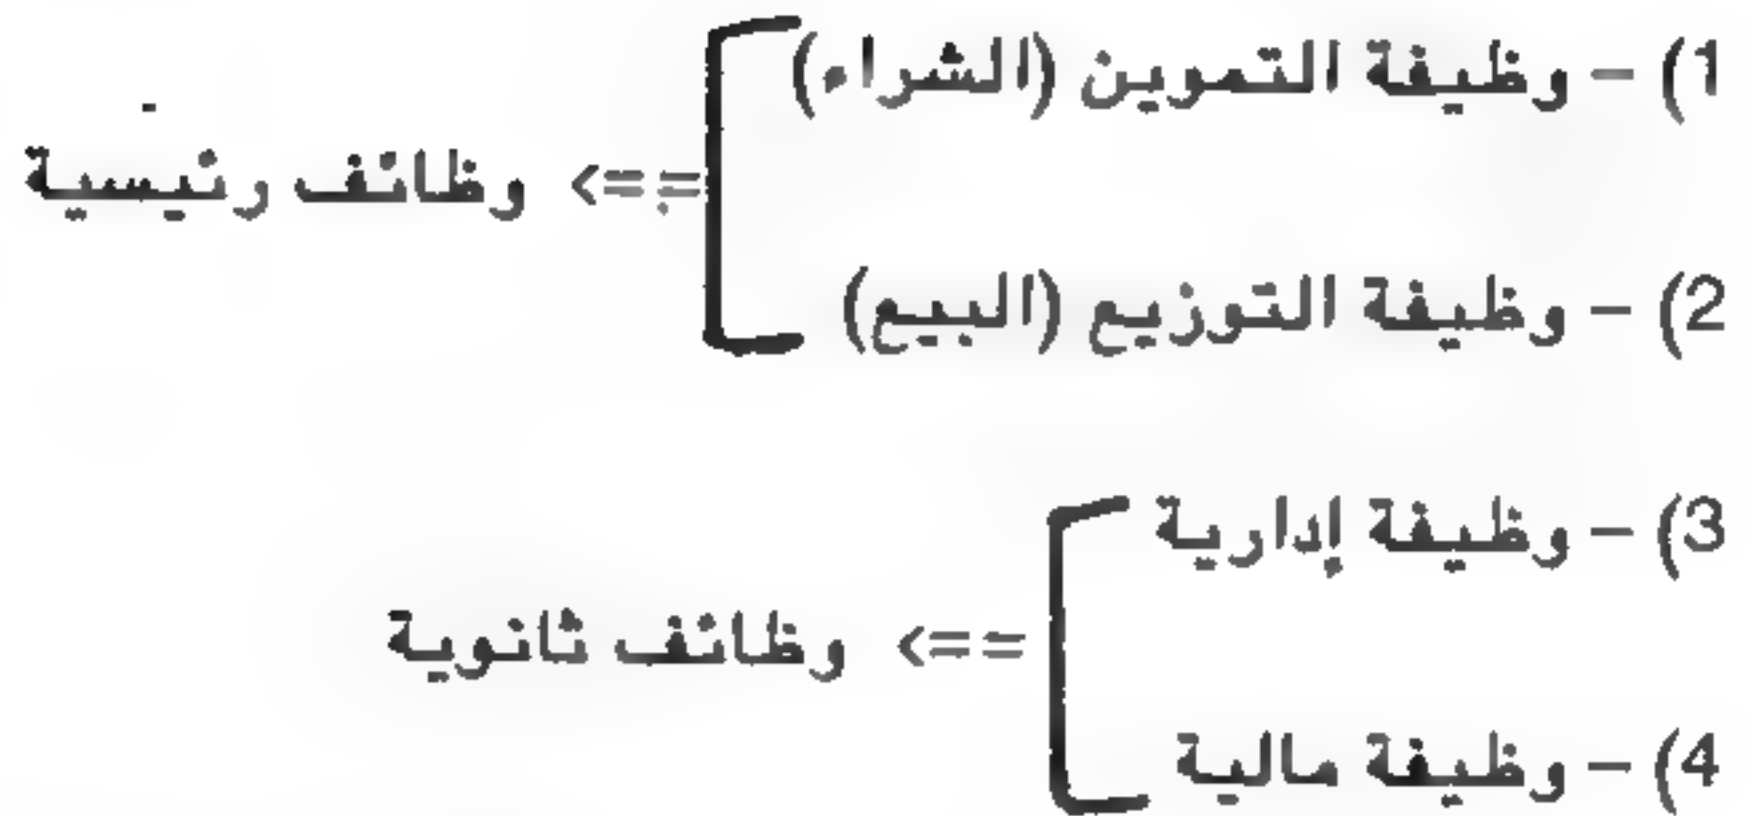 1) – وظيفة التموين (الشراء)
==> وظائف رئيسية
2) – وظيفة التوزيع (البيع)
3) – وظيفة إدارية
==> وظائف ثانوية
4) – وظيفة مالية